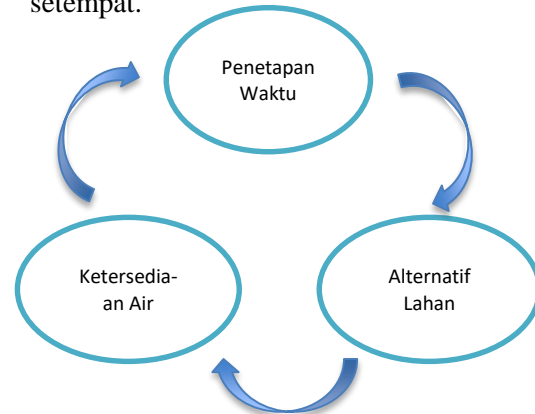 setempat.
Penetapan
Waktu
Ketersedia-
an Air
Alternatif
Lahan